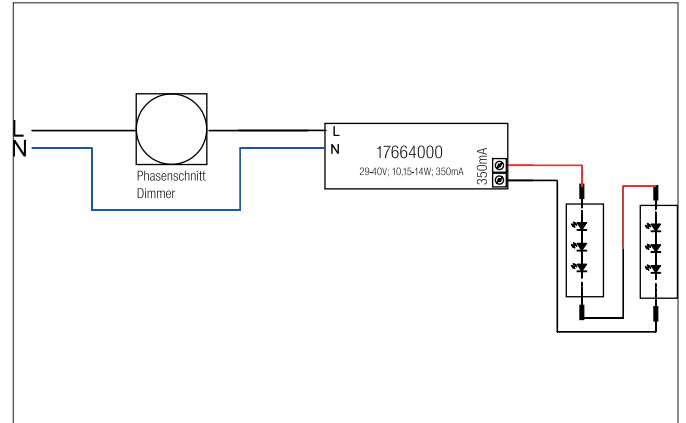 L
N
Phasenschnitt
Dimmer
L
N
17664000
29-40V; 10,15-14W; 350mA
350mA